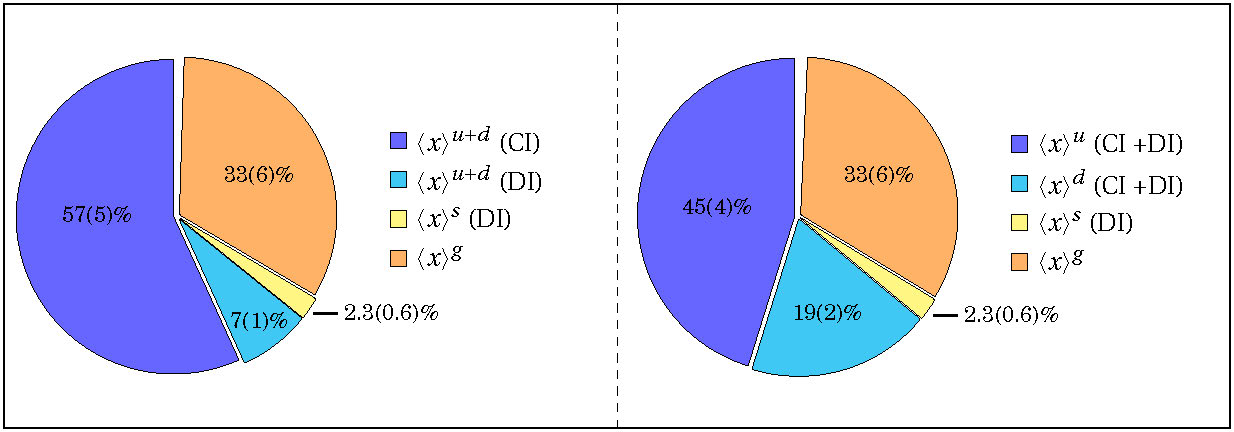 57(5)%
33(6)%
7(1)%
2.3(0.6)%
⟨x⟩^{u+d} (CI)
⟨x⟩^{u+d} (DI)
⟨x⟩^s (DI)
⟨x⟩^g
45(4)%
33(6)%
19(2)%
2.3(0.6)%
⟨x⟩^u (CI +DI)
⟨x⟩^d (CI +DI)
⟨x⟩^s (DI)
⟨x⟩^g